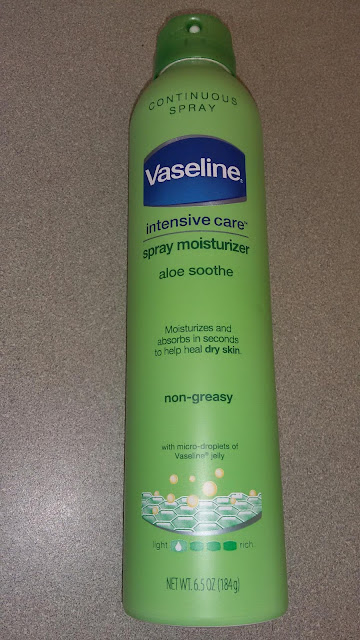 CONTINUOUS
SPRAY
Vaseline®
intensive care™
spray moisturizer
aloe soothe
Moisturizes and
absorbs in seconds
to help heal dry skin.
non-greasy
with micro-droplets of
Vaseline® jelly
light rich
NET WT. 6.5 OZ (184g)